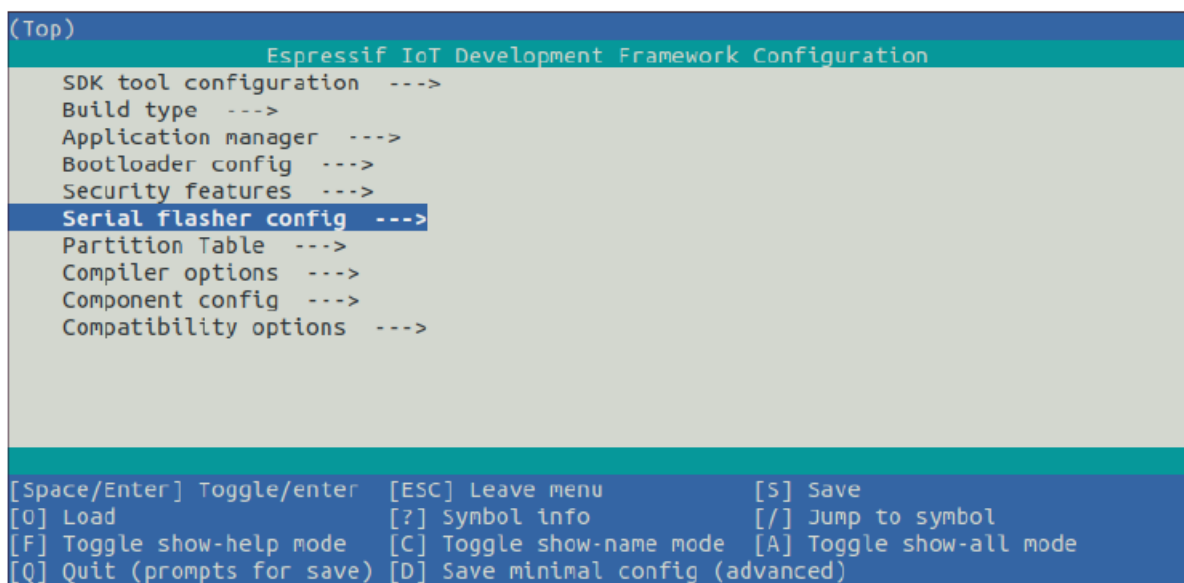 (Top)
Espressif IoT Development Framework Configuration
SDK tool configuration --->
Build type --->
Application manager --->
Bootloader config --->
Security features --->
Serial flasher config --->
Partition Table --->
Compiler options --->
Component config --->
Compatibility options --->
[Space/Enter] Toggle/enter [ESC] Leave menu [S] Save
[O] Load [?] Symbol info [/] Jump to symbol
[F] Toggle show-help mode [C] Toggle show-name mode [A] Toggle show-all mode
[Q] Quit (prompts for save) [D] Save minimal config (advanced)